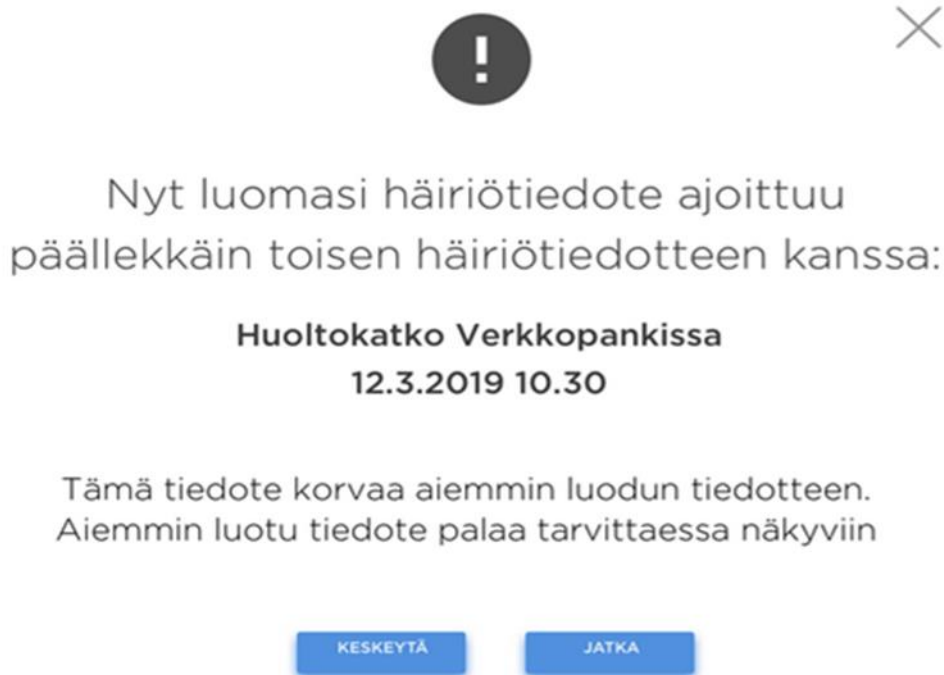 Nyt luomasi häiriötiedote ajoittuu
päällekkäin toisen häiriötiedotteen kanssa:
Huoltokatko Verkkopankissa
12.3.2019 10.30
Tämä tiedote korvaa aiemmin luodun tiedotteen.
Aiemmin luotu tiedote palaa tarvittaessa näkyviin
KESKEYTÄ JATKA